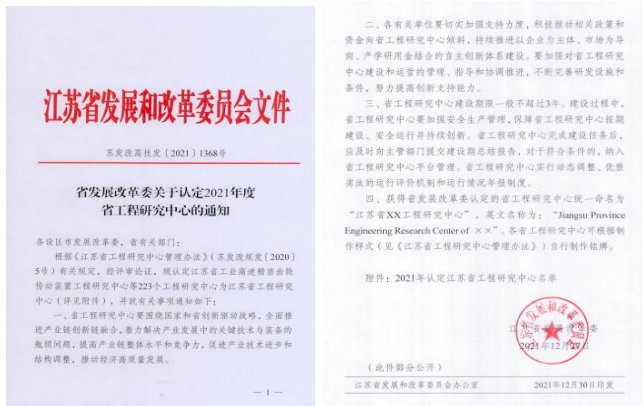 江苏省发展和改革委员会文件
苏发改高技发〔2021〕1368号
省发展改革委关于认定2021年度
省工程研究中心的通知
各设区市发展改革委，省有关部门：
根据《江苏省工程研究中心管理办法》（苏发改规发〔2020〕
5号）有关规定，经评审论证，现认定江苏省工业高速精密齿轮
传动装置工程研究中心等223个工程研究中心为江苏省工程研究
中心（详见附件），并就有关事项通知如下：
一、省工程研究中心要围绕国家和省创新驱动战略，全面推
进产业链创新链融合，着力解决产业发展中的关键技术与装备的
瓶颈问题，提高产业链整体水平和竞争力，促进产业技术进步和
结构调整，推动经济高质量发展。
— 1 —
二、各有关单位要切实加强支持力度，积极推动相关政策和
资金向省工程研究中心倾斜，持续推进以企业为主体、市场为导
向、产学研用金结合的自主创新体系建设。要加强对省工程研究
中心建设和运营的管理、指导和协调推进，不断完善研发设施和
条件，努力提高创新支持能力。
三、省工程研究中心建设期限一般不超过3年。建设过程中，
省工程研究中心要加强安全生产管理，保障省工程研究中心按期
建设、安全运行并持续创新。省工程研究中心完成建设任务后，
应及时向主管部门提交建设期总结报告，对于符合条件的，纳入
省工程研究中心平台管理。省工程研究中心实行动态调整、优胜
劣汰的运行评价机制和运行情况年报制度。
四、获得省发展改革委认定的省工程研究中心统一命名为
“江苏省XX工程研究中心”，英文名称为：“Jiangsu Province
Engineering Research Center of ××”。各省工程研究中心可根据制
作样式（见《江苏省工程研究中心管理办法》）自行制作铭牌。
附件：2021年认定江苏省工程研究中心名单
江苏省发展改革委
2021年12月27日
（此件部分公开）
江苏省发展和改革委员会办公室
2021年12月30日印发